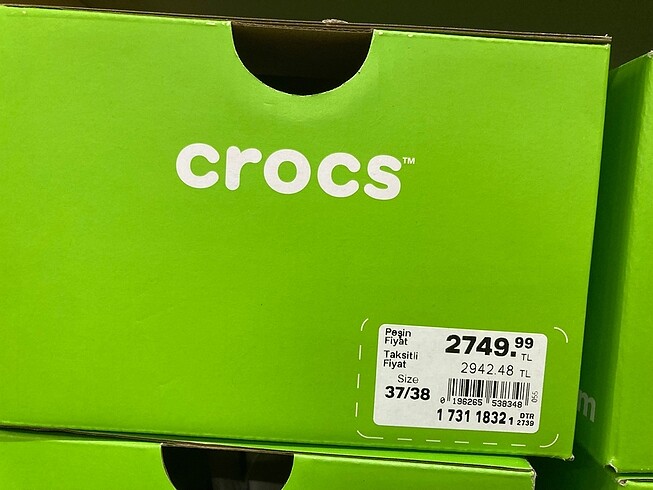 crocs™
Peşin
Fiyat
2749.99 TL
Taksitli
Fiyat
2942.48 TL
Size
37/38
0 196265 538348 055
1 731 1832 1 DTR 2739
m